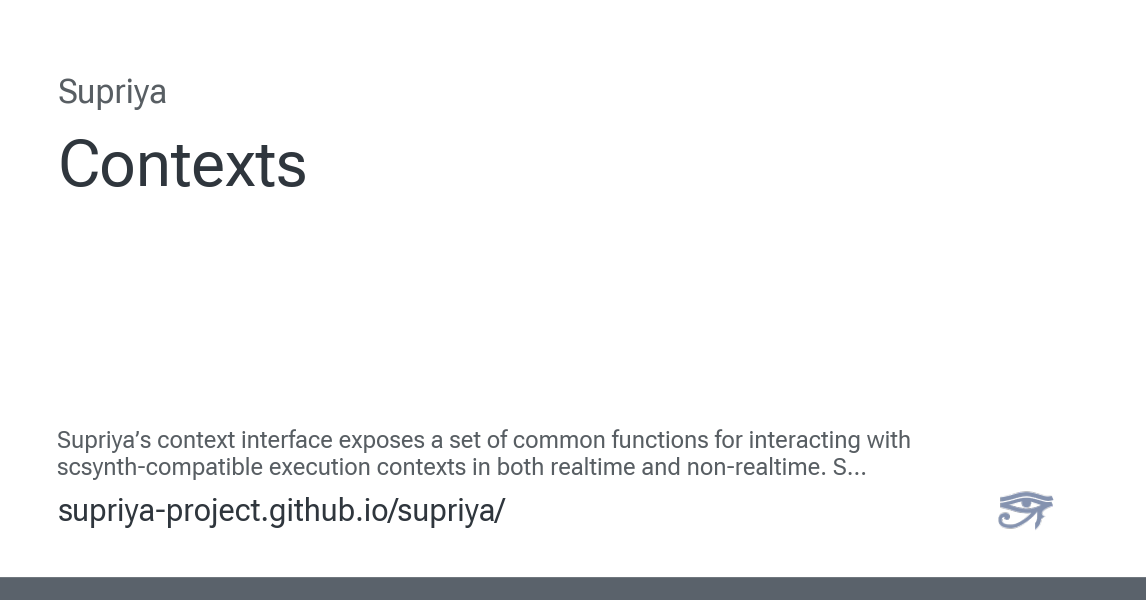 Supriya
Contexts
Supriya’s context interface exposes a set of common functions for interacting with
scsynth-compatible execution contexts in both realtime and non-realtime. S...
supriya-project.github.io/supriya/